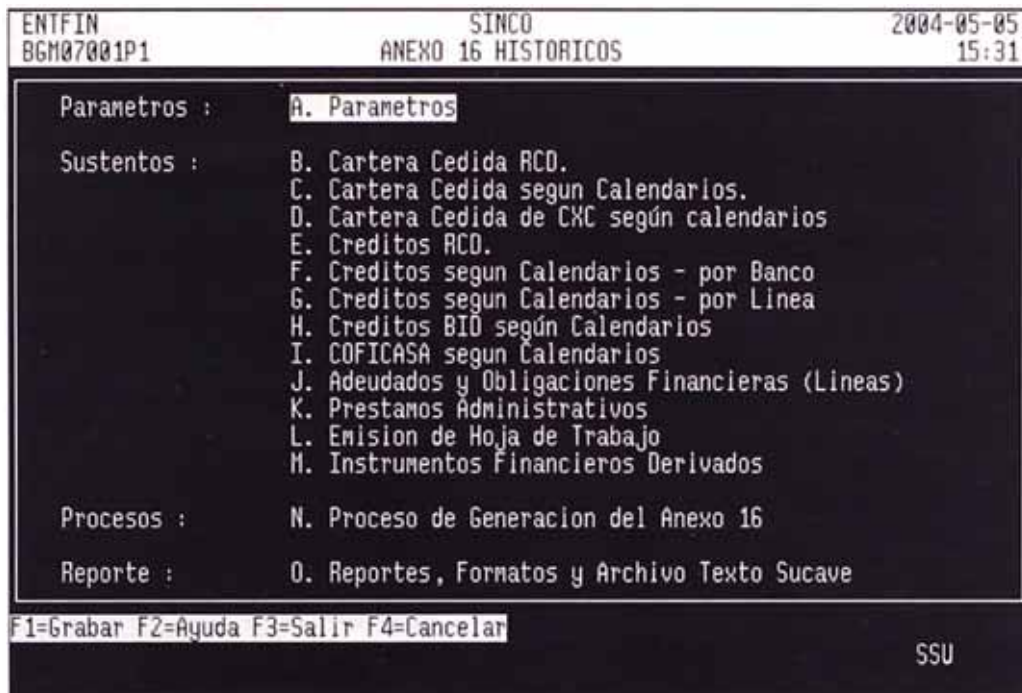 ENTFIN SINCO 2004-05-05
BGM07001P1 ANEXO 16 HISTORICOS 15:31
Parametros : A. Parametros
Sustentos : B. Cartera Cedida RCD.
C. Cartera Cedida segun Calendarios.
D. Cartera Cedida de CXC según calendarios
E. Creditos RCD.
F. Creditos segun Calendarios - por Banco
G. Creditos segun Calendarios - por Linea
H. Creditos BID según Calendarios
I. COFICASA segun Calendarios
J. Adeudados y Obligaciones Financieras (Lineas)
K. Prestamos Administrativos
L. Emision de Hoja de Trabajo
M. Instrumentos Financieros Derivados
Procesos : N. Proceso de Generacion del Anexo 16
Reporte : O. Reportes, Formatos y Archivo Texto Sucave
F1=Grabar F2=Ayuda F3=Salir F4=Cancelar
SSU